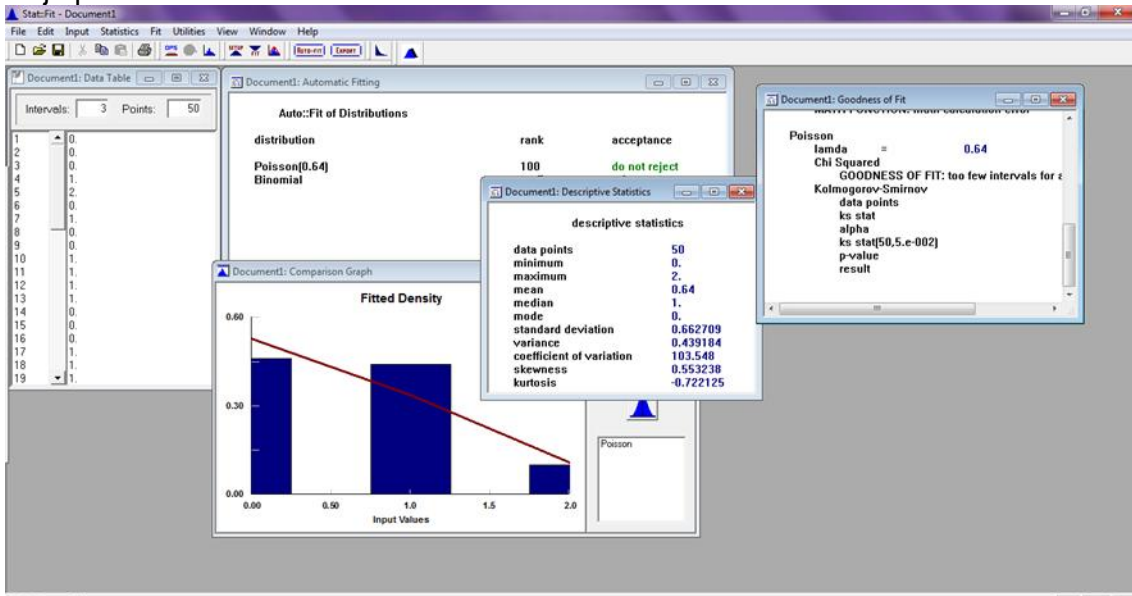 Stat::Fit - Document1
File Edit Input Statistics Fit Utilities View Window Help
OPS SETUP AUTO-FIT EXPORT
Document1: Data Table
Intervals: 3 Points: 50
1 0.
2 0.
3 0.
4 1.
5 2.
6 0.
7 1.
8 0.
9 0.
10 1.
11 1.
12 1.
13 1.
14 0.
15 0.
16 0.
17 1.
18 1.
19 1.
Document1: Automatic Fitting
Auto::Fit of Distributions
distribution rank acceptance
Poisson(0.64) 100 do not reject
Binomial
Document1: Comparison Graph
Fitted Density
0.60
0.30
0.00
0.00 0.50 1.0 1.5 2.0
Input Values
Poisson
Document1: Descriptive Statistics
descriptive statistics
data points 50
minimum 0.
maximum 2.
mean 0.64
median 1.
mode 0.
standard deviation 0.662709
variance 0.439184
coefficient of variation 103.548
skewness 0.553238
kurtosis -0.722125
Document1: Goodness of Fit
Poisson
lamda = 0.64
Chi Squared
GOODNESS OF FIT: too few intervals for
Kolmogorov-Smirnov
data points
ks stat
alpha
ks stat(50,5.e-002)
p-value
result